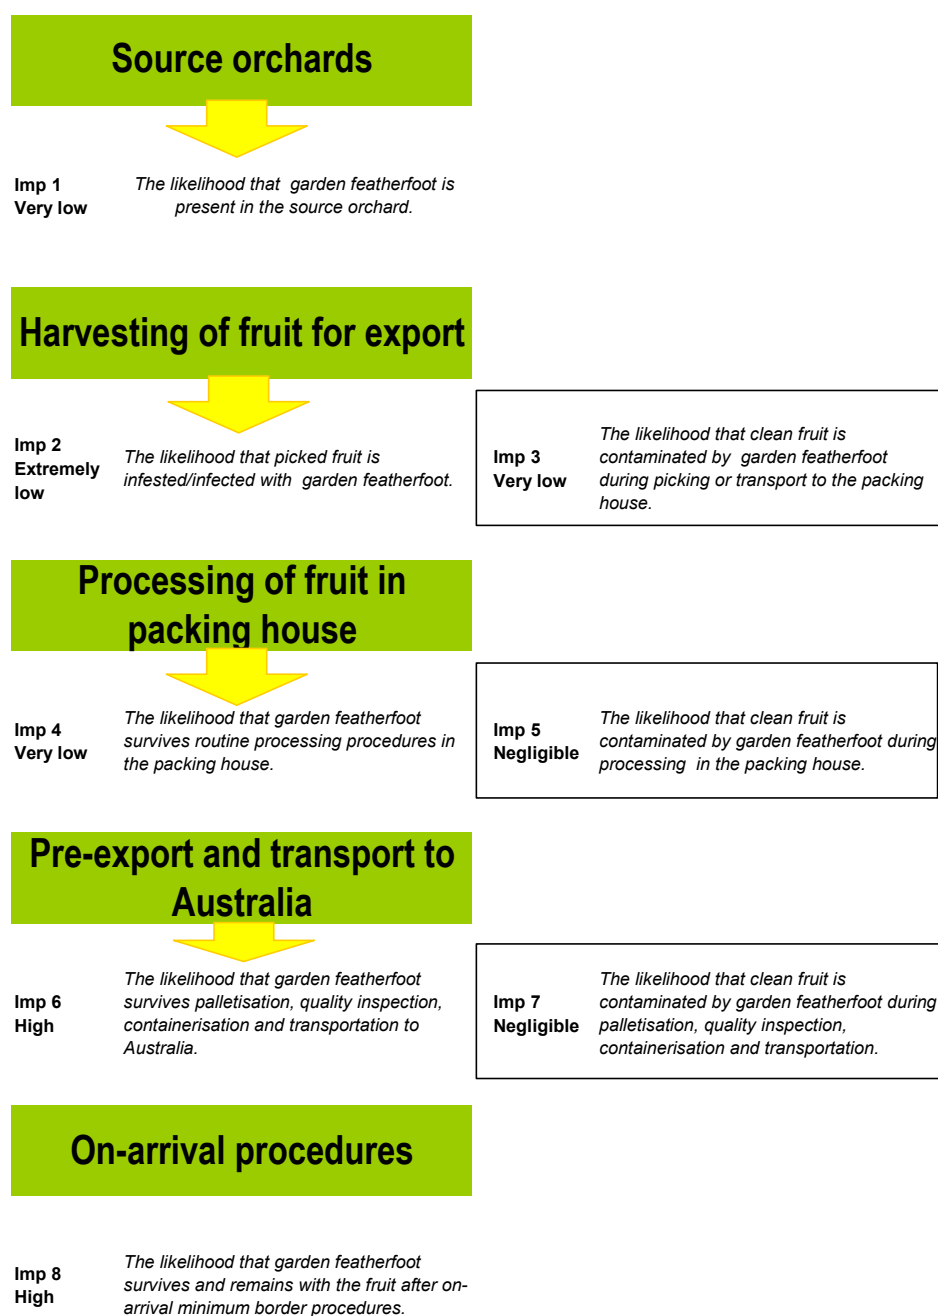 Source orchards
Imp 1
Very low
The likelihood that garden featherfoot is
present in the source orchard.
Harvesting of fruit for export
Imp 2
Extremely
low
The likelihood that picked fruit is
infested/infected with garden featherfoot.
Imp 3
Very low
The likelihood that clean fruit is
contaminated by garden featherfoot
during picking or transport to the packing
house.
Processing of fruit in
packing house
Imp 4
Very low
The likelihood that garden featherfoot
survives routine processing procedures in
the packing house.
Imp 5
Negligible
The likelihood that clean fruit is
contaminated by garden featherfoot during
processing in the packing house.
Pre-export and transport to
Australia
Imp 6
High
The likelihood that garden featherfoot
survives palletisation, quality inspection,
containerisation and transportation to
Australia.
Imp 7
Negligible
The likelihood that clean fruit is
contaminated by garden featherfoot during
palletisation, quality inspection,
containerisation and transportation.
On-arrival procedures
Imp 8
High
The likelihood that garden featherfoot
survives and remains with the fruit after on-
arrival minimum border procedures.